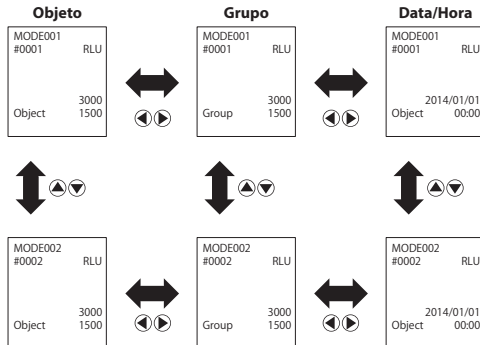 Objeto Grupo Data/Hora
MODE001
#0001 RLU
3000
Object 1500
MODE001
#0001 RLU
3000
Group 1500
MODE001
#0001 RLU
2014/01/01
Object 00:00
MODE002
#0002 RLU
3000
Object 1500
MODE002
#0002 RLU
3000
Group 1500
MODE002
#0002 RLU
2014/01/01
Object 00:00